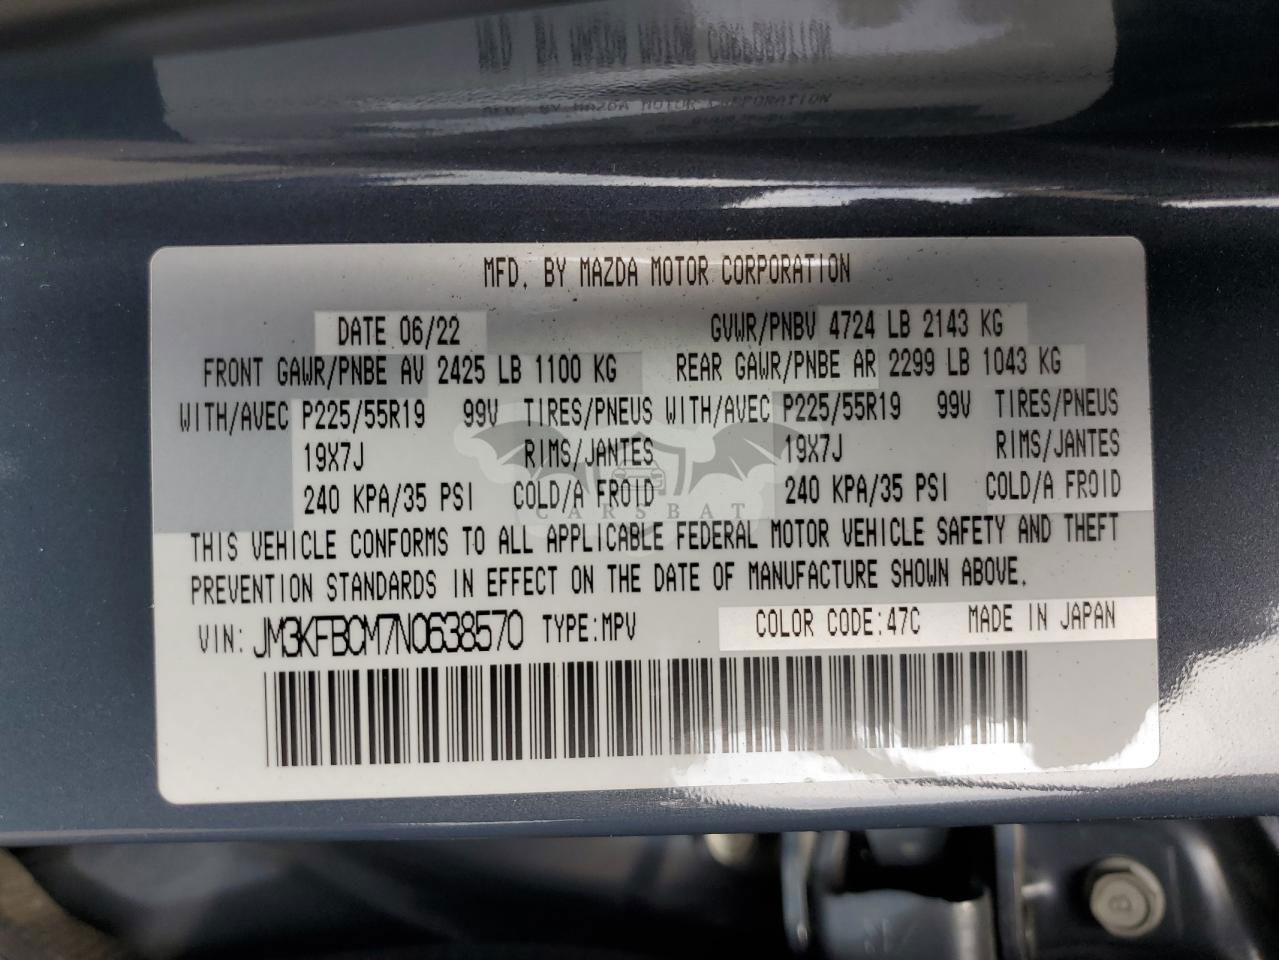 MFD. BY MAZDA MOTOR CORPORATION
DATE 06/22 GVWR/PNBV 4724 LB 2143 KG
FRONT GAWR/PNBE AV 2425 LB 1100 KG REAR GAWR/PNBE AR 2299 LB 1043 KG
WITH/AVEC P225/55R19 99V TIRES/PNEUS WITH/AVEC P225/55R19 99V TIRES/PNEUS
19X7J RIMS/JANTES 19X7J RIMS/JANTES
240 KPA/35 PSI COLD/A FROID 240 KPA/35 PSI COLD/A FROID
CARSBAT
THIS VEHICLE CONFORMS TO ALL APPLICABLE FEDERAL MOTOR VEHICLE SAFETY AND THEFT
PREVENTION STANDARDS IN EFFECT ON THE DATE OF MANUFACTURE SHOWN ABOVE.
VIN: JM3KFBCM7N0638570 TYPE:MPV COLOR CODE:47C MADE IN JAPAN